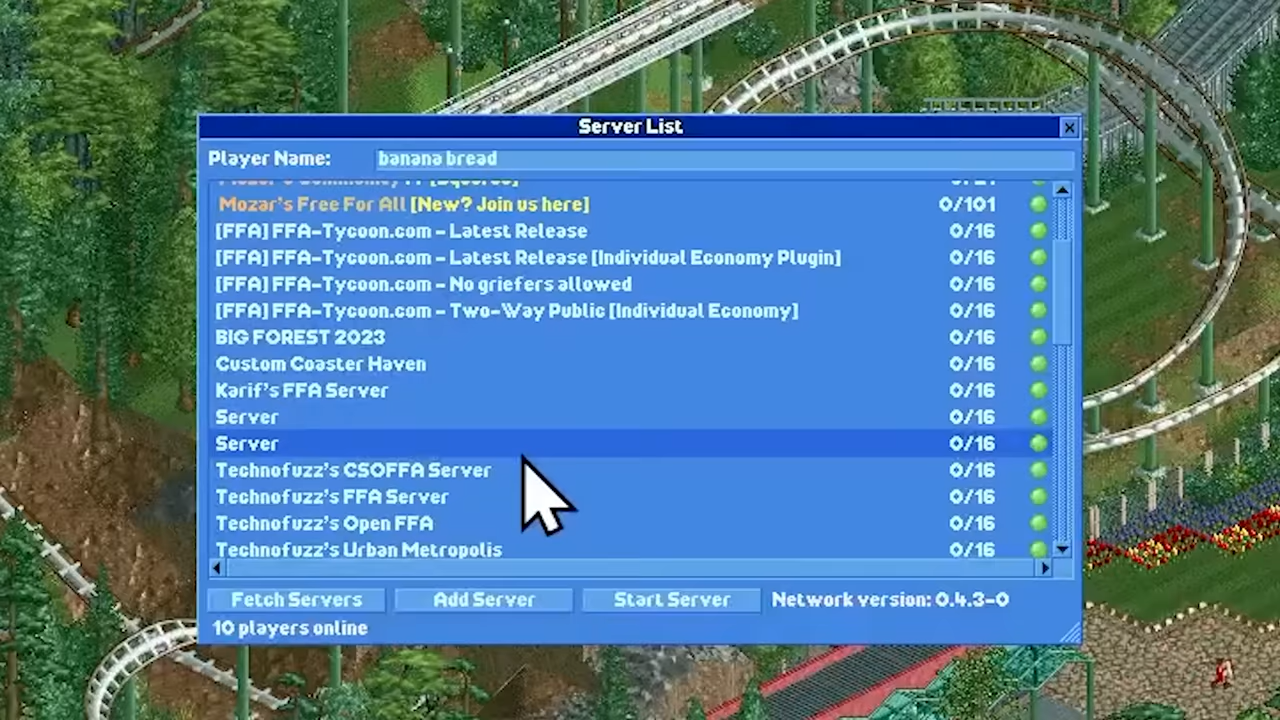 Server List
Player Name: banana bread
Mozar's Free For All [New? Join us here] 0/101
[FFA] FFA-Tycoon.com - Latest Release 0/16
[FFA] FFA-Tycoon.com - Latest Release [Individual Economy Plugin] 0/16
[FFA] FFA-Tycoon.com - No griefers allowed 0/16
[FFA] FFA-Tycoon.com - Two-Way Public [Individual Economy] 0/16
BIG FOREST 2023 0/16
Custom Coaster Haven 0/16
Karif's FFA Server 0/16
Server 0/16
Server 0/16
Technofuzz's CSOFFA Server 0/16
Technofuzz's FFA Server 0/16
Technofuzz's Open FFA 0/16
Technofuzz's Urban Metropolis 0/16
Fetch Servers Add Server Start Server Network version: 0.4.3-0
10 players online